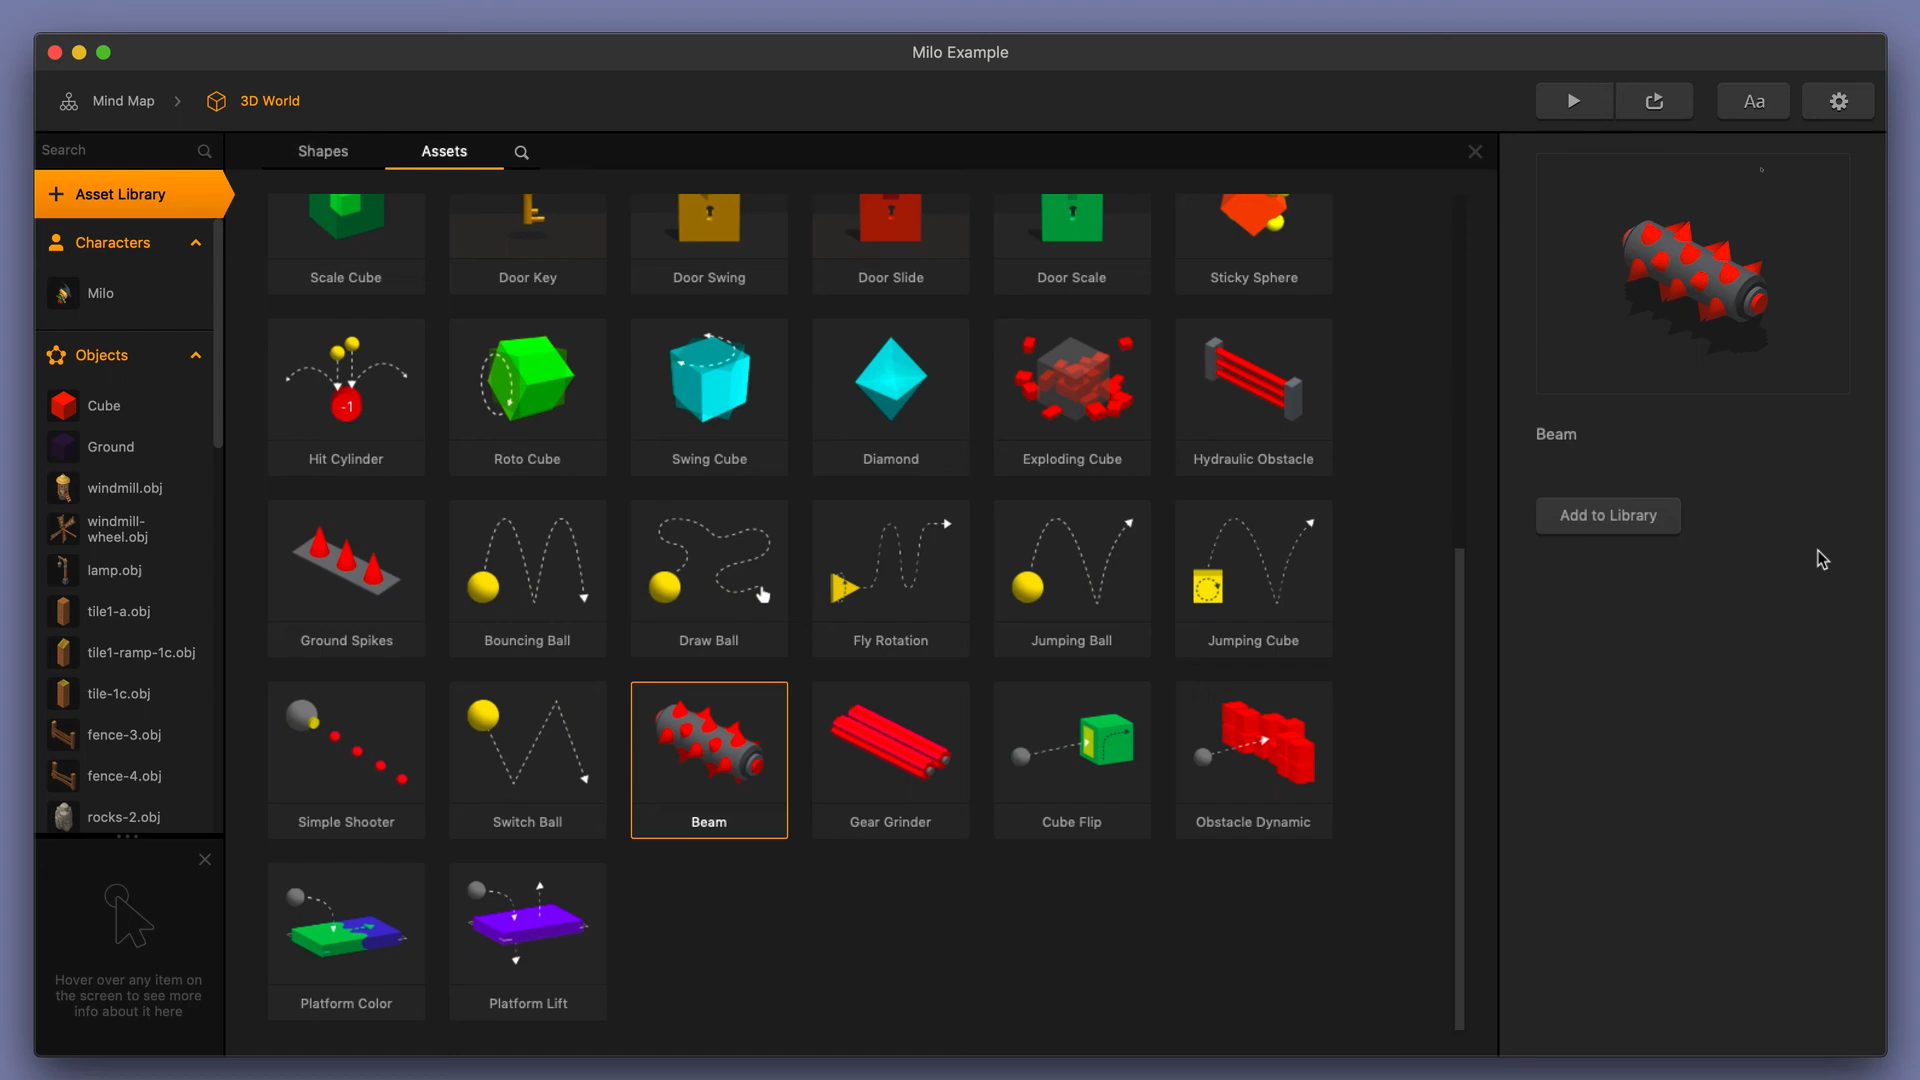 Milo Example
Mind Map
3D World
Aa
Search
Shapes
Assets
Asset Library
Characters
Milo
Objects
Cube
Ground
windmill.obj
windmill-
wheel.obj
lamp.obj
tile1-a.obj
tile1-ramp-1c.obj
tile-1c.obj
fence-3.obj
fence-4.obj
rocks-2.obj
Hover over any item on
the screen to see more
info about it here
Scale Cube
Door Key
Door Swing
Door Slide
Door Scale
Sticky Sphere
-1
Hit Cylinder
Roto Cube
Swing Cube
Diamond
Exploding Cube
Hydraulic Obstacle
Ground Spikes
Bouncing Ball
Draw Ball
Fly Rotation
Jumping Ball
Jumping Cube
Simple Shooter
Switch Ball
Beam
Gear Grinder
Cube Flip
Obstacle Dynamic
Platform Color
Platform Lift
Beam
Add to Library